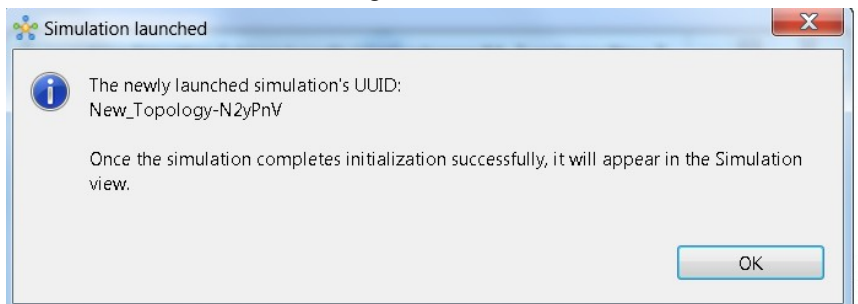 Simulation launched
The newly launched simulation's UUID:
New_Topology-N2yPnV
Once the simulation completes initialization successfully, it will appear in the Simulation
view.
OK